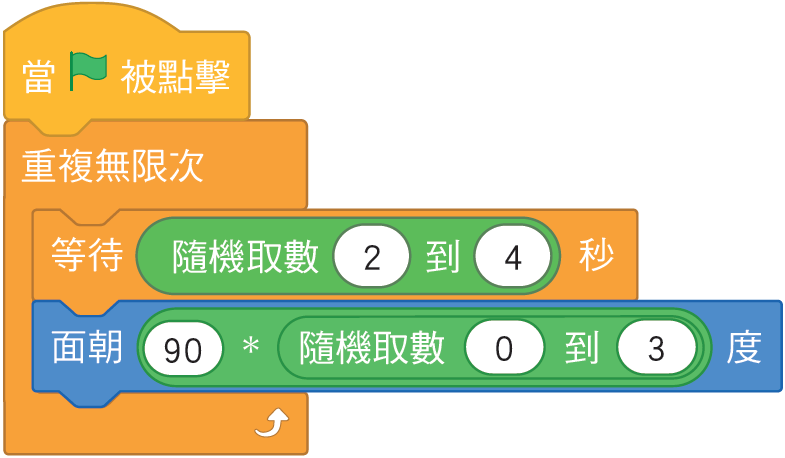 當 被點擊
重複無限次
等待 隨機取數 2 到 4 秒
面朝 90 * 隨機取數 0 到 3 度